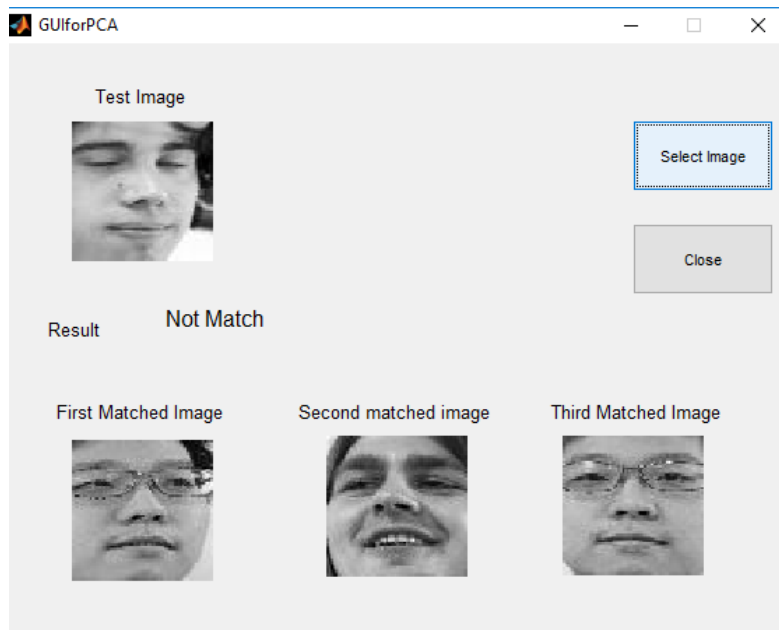 GUIforPCA
Test Image
Select Image
Close
Result
Not Match
First Matched Image
Second matched image
Third Matched Image